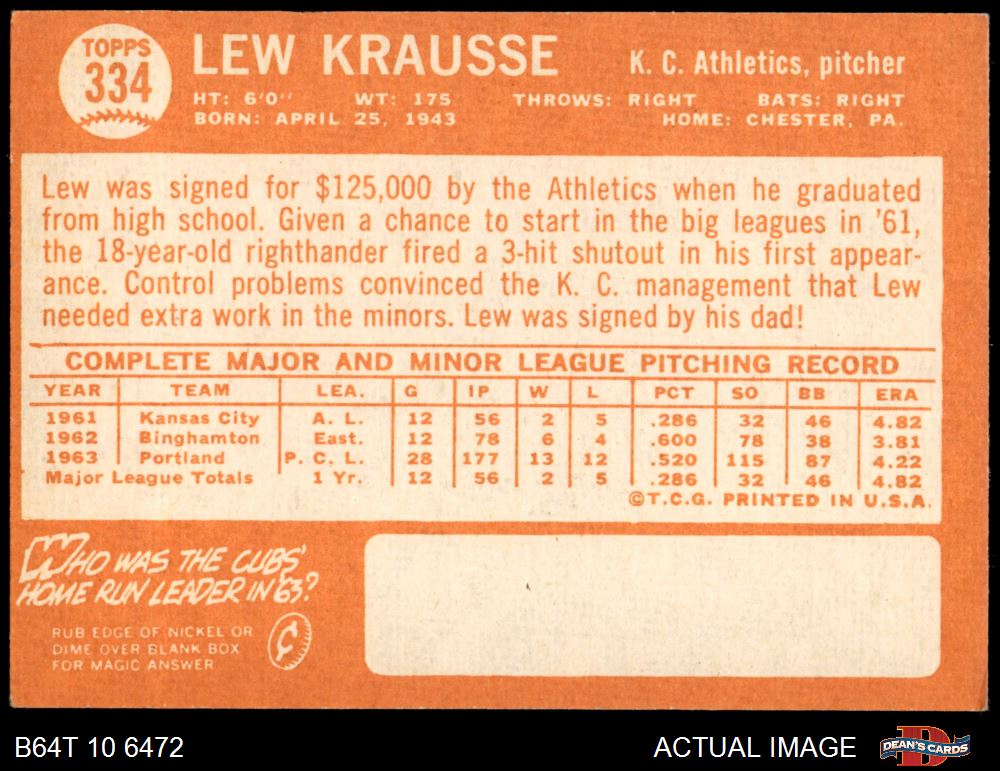 TOPPS
334
LEW KRAUSSE
K. C. Athletics, pitcher
HT: 6'0" WT: 175 THROWS: RIGHT BATS: RIGHT
BORN: APRIL 25, 1943 HOME: CHESTER, PA.
Lew was signed for $125,000 by the Athletics when he graduated
from high school. Given a chance to start in the big leagues in '61,
the 18-year-old righthander fired a 3-hit shutout in his first appear-
ance. Control problems convinced the K. C. management that Lew
needed extra work in the minors. Lew was signed by his dad!
COMPLETE MAJOR AND MINOR LEAGUE PITCHING RECORD
YEAR TEAM LEA. G IP W L PCT SO BB ERA
1961 Kansas City A. L. 12 56 2 5 .286 32 46 4.82
1962 Binghamton East. 12 78 6 4 .600 78 38 3.81
1963 Portland P. C. L. 28 177 13 12 .520 115 87 4.22
Major League Totals 1 Yr. 12 56 2 5 .286 32 46 4.82
©T.C.G. PRINTED IN U.S.A.
WHO WAS THE CUBS'
HOME RUN LEADER IN '63?
RUB EDGE OF NICKEL OR
DIME OVER BLANK BOX
FOR MAGIC ANSWER
¢
B64T 10 6472
ACTUAL IMAGE
DEAN'S CARDS